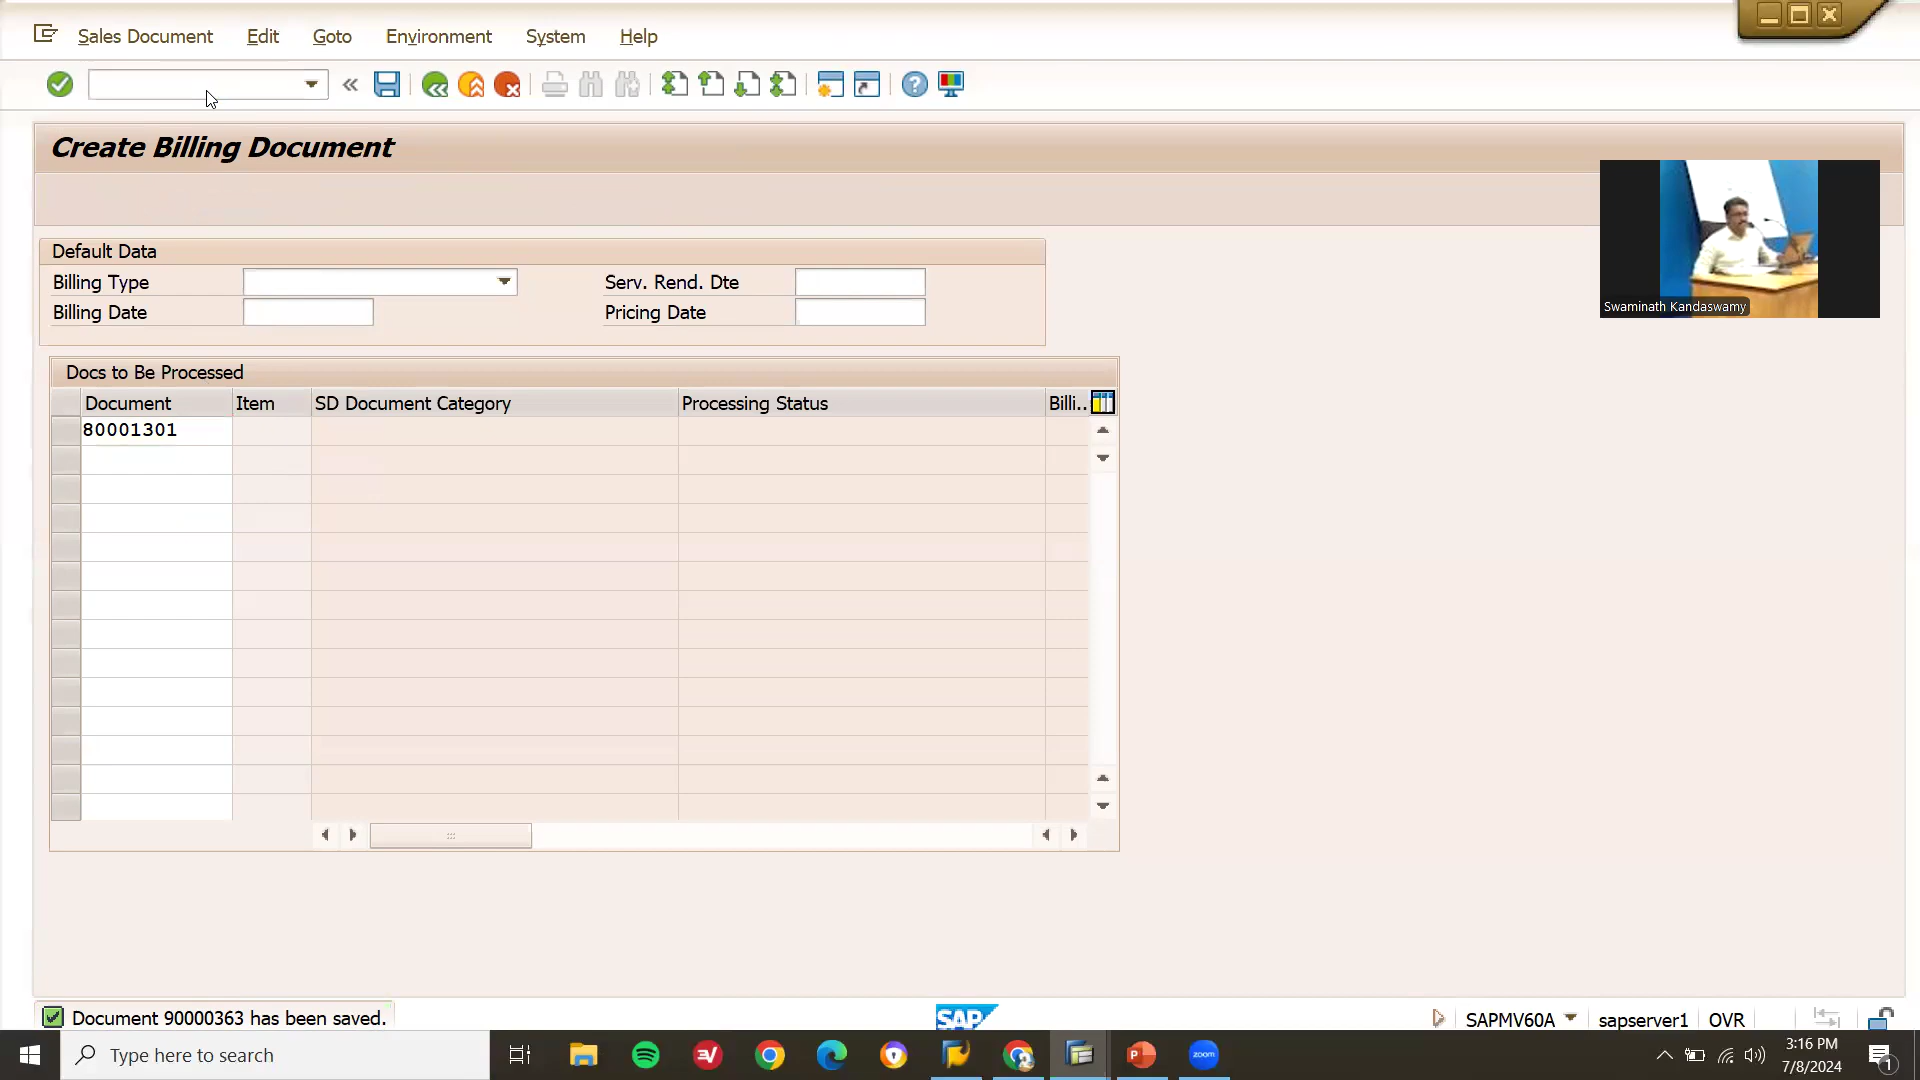 Sales Document Edit Goto Environment System Help
Create Billing Document
Default Data
Billing Type Serv. Rend. Dte
Billing Date Pricing Date
Swaminath Kandaswamy
Docs to Be Processed
Document Item SD Document Category Processing Status Billi..
80001301
Document 90000363 has been saved.
SAP
SAPMV60A sapserver1 OVR
Type here to search
zoom
3:16 PM
7/8/2024
1